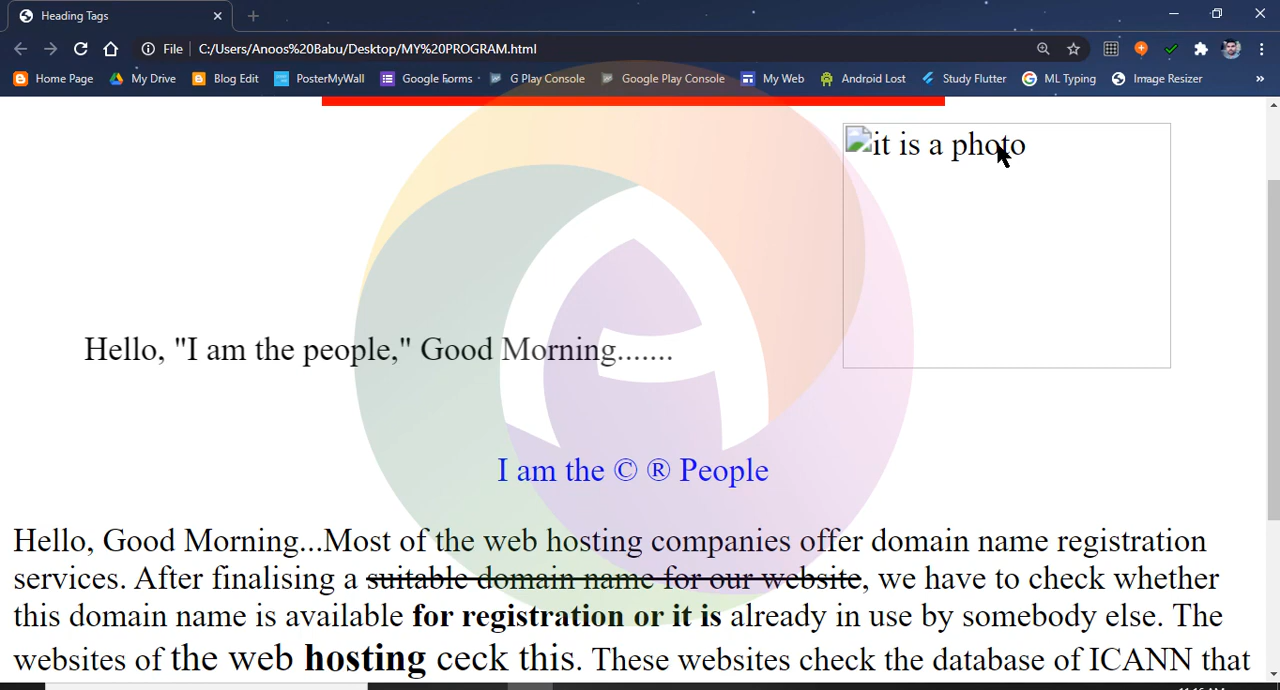 Heading Tags
File C:/Users/Anoos%20Babu/Desktop/MY%20PROGRAM.html
Home Page My Drive Blog Edit PosterMyWall Google Forms G Play Console Google Play Console My Web Android Lost Study Flutter ML Typing Image Resizer »
it is a photo
Hello, "I am the people," Good Morning.......
I am the © ® People
Hello, Good Morning...Most of the web hosting companies offer domain name registration
services. After finalising a suitable domain name for our website, we have to check whether
this domain name is available for registration or it is already in use by somebody else. The
websites of the web hosting ceck this. These websites check the database of ICANN that